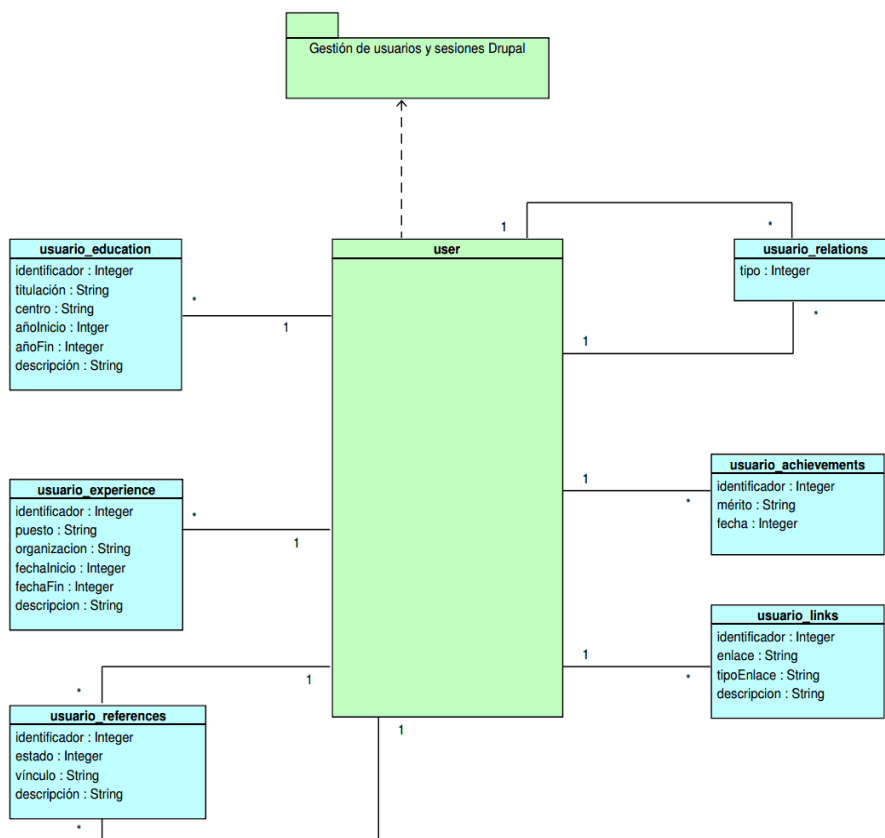 Gestión de usuarios y sesiones Drupal
1
*
usuario_education
identificador : Integer
titulación : String
centro : String
añoInicio : Intger
añoFin : Integer
descripción : String
*
1
user
usuario_relations
tipo : Integer
*
1
usuario_experience
identificador : Integer
puesto : String
organizacion : String
fechaInicio : Integer
fechaFin : Integer
descripcion : String
*
1
1
*
usuario_achievements
identificador : Integer
mérito : String
fecha : Integer
1
*
usuario_links
identificador : Integer
enlace : String
tipoEnlace : String
descripcion : String
1
*
usuario_references
identificador : Integer
estado : Integer
vínculo : String
descripción : String
*
1